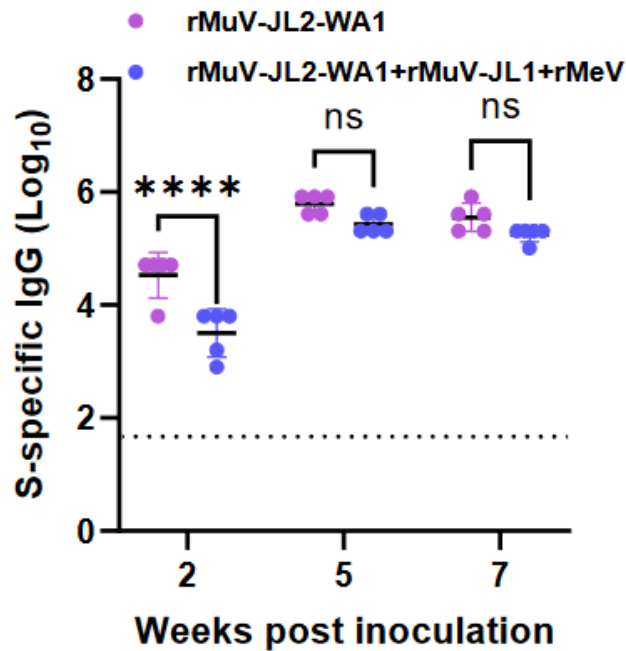 rMuV-JL2-WA1
rMuV-JL2-WA1+rMuV-JL1+rMeV
S-specific IgG (Log10)
8
6
4
2
0
****
ns
ns
2 5 7
Weeks post inoculation